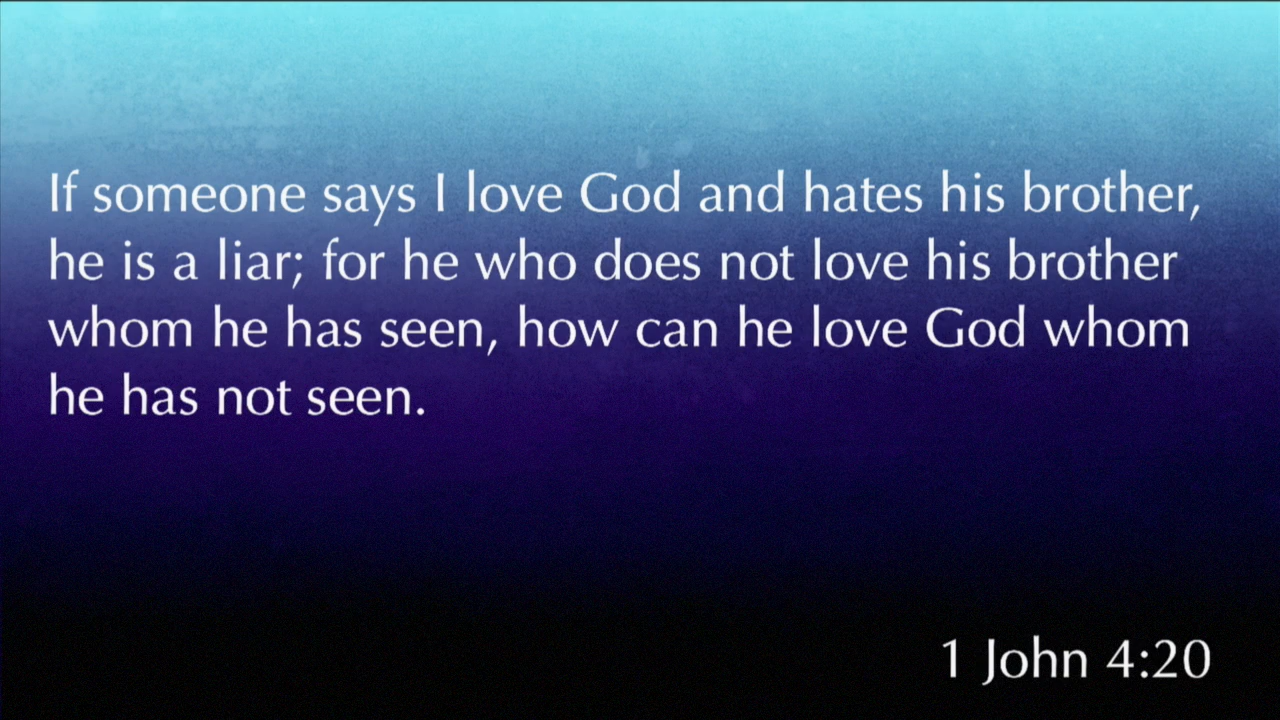 If someone says I love God and hates his brother,
he is a liar; for he who does not love his brother
whom he has seen, how can he love God whom
he has not seen.
1 John 4:20